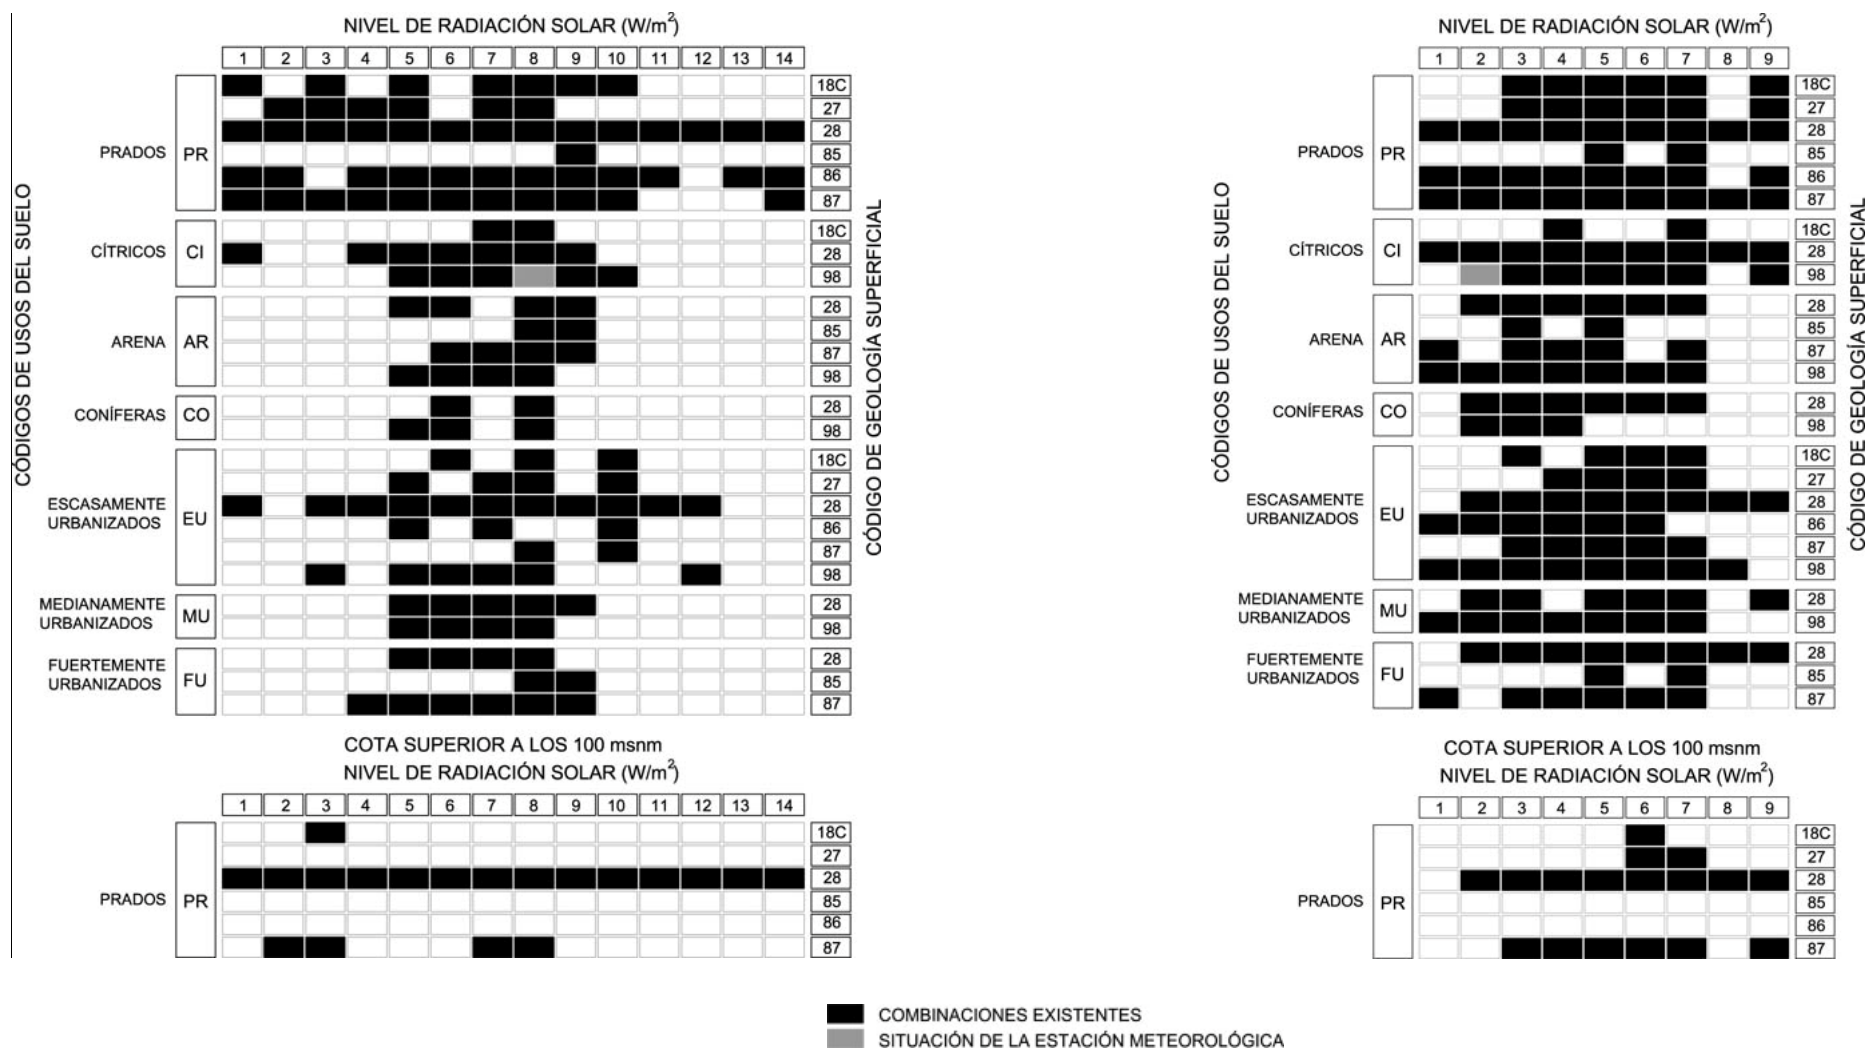 NIVEL DE RADIACIÓN SOLAR (W/m²)
1 2 3 4 5 6 7 8 9 10 11 12 13 14
CÓDIGOS DE USOS DEL SUELO
CÓDIGO DE GEOLOGÍA SUPERFICIAL
18C
27
28
PRADOS PR 85
86
87
18C
CÍTRICOS CI 28
98
28
85
ARENA AR
87
98
28
CONÍFERAS CO
98
18C
27
ESCASAMENTE 28
URBANIZADOS EU
86
87
98
MEDIANAMENTE 28
URBANIZADOS MU 98
FUERTEMENTE 28
URBANIZADOS FU 85
87
COTA SUPERIOR A LOS 100 msnm
NIVEL DE RADIACIÓN SOLAR (W/m²)
1 2 3 4 5 6 7 8 9 10 11 12 13 14
18C
27
28
PRADOS PR 85
86
87
NIVEL DE RADIACIÓN SOLAR (W/m²)
1 2 3 4 5 6 7 8 9
CÓDIGOS DE USOS DEL SUELO
CÓDIGO DE GEOLOGÍA SUPERFICIAL
18C
27
28
PRADOS PR 85
86
87
18C
CÍTRICOS CI 28
98
28
85
ARENA AR
87
98
28
CONÍFERAS CO
98
18C
27
ESCASAMENTE 28
URBANIZADOS EU
86
87
98
MEDIANAMENTE 28
URBANIZADOS MU 98
FUERTEMENTE 28
URBANIZADOS FU 85
87
COTA SUPERIOR A LOS 100 msnm
NIVEL DE RADIACIÓN SOLAR (W/m²)
1 2 3 4 5 6 7 8 9
18C
27
28
PRADOS PR 85
86
87
COMBINACIONES EXISTENTES
SITUACIÓN DE LA ESTACIÓN METEOROLÓGICA